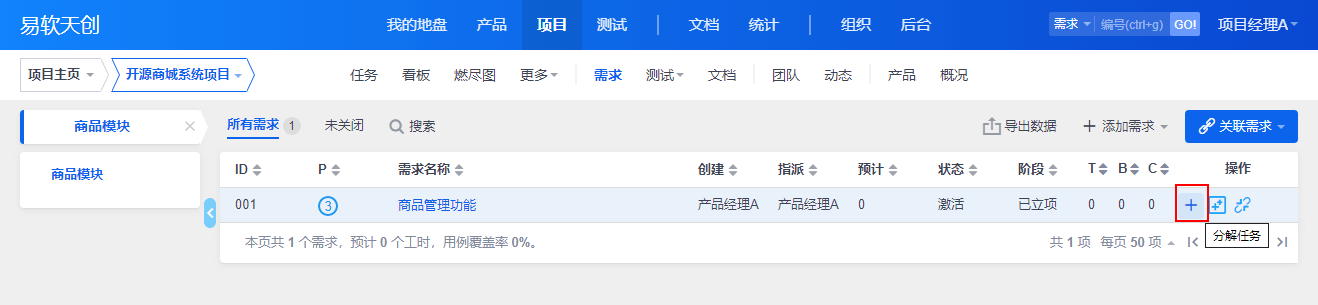 易软天创 我的地盘 产品 项目 测试 文档 统计 组织 后台 需求 编号(ctrl+g) GO! 项目经理A
项目主页 开源商城系统项目 任务 看板 燃尽图 更多 需求 测试 文档 团队 动态 产品 概况
商品模块 所有需求 1 未关闭 搜索 导出数据 添加需求 关联需求
商品模块
ID P 需求名称 创建 指派 预计 状态 阶段 T B C 操作
001 3 商品管理功能 产品经理A 产品经理A 0 激活 已立项 0 0 0
本页共 1 个需求，预计 0 个工时，用例覆盖率 0%。 共 1 项 每页 50 项
分解任务